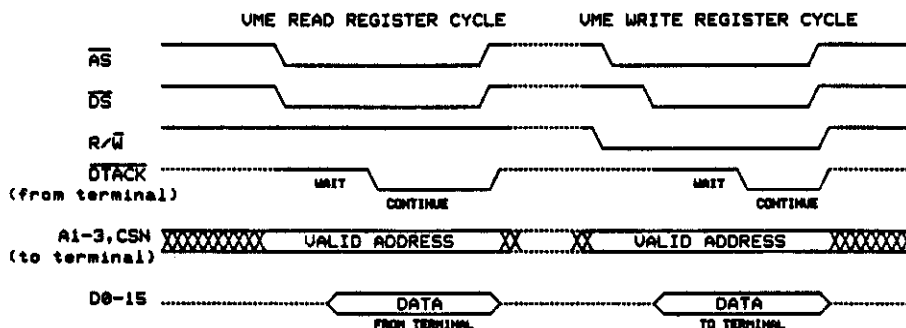 VME READ REGISTER CYCLE VME WRITE REGISTER CYCLE
AS
DS
R/W
DTACK
(from terminal)
WAIT WAIT
CONTINUE CONTINUE
A1-3,CSN
(to terminal)
VALID ADDRESS VALID ADDRESS
D0-15
DATA DATA
FROM TERMINAL TO TERMINAL